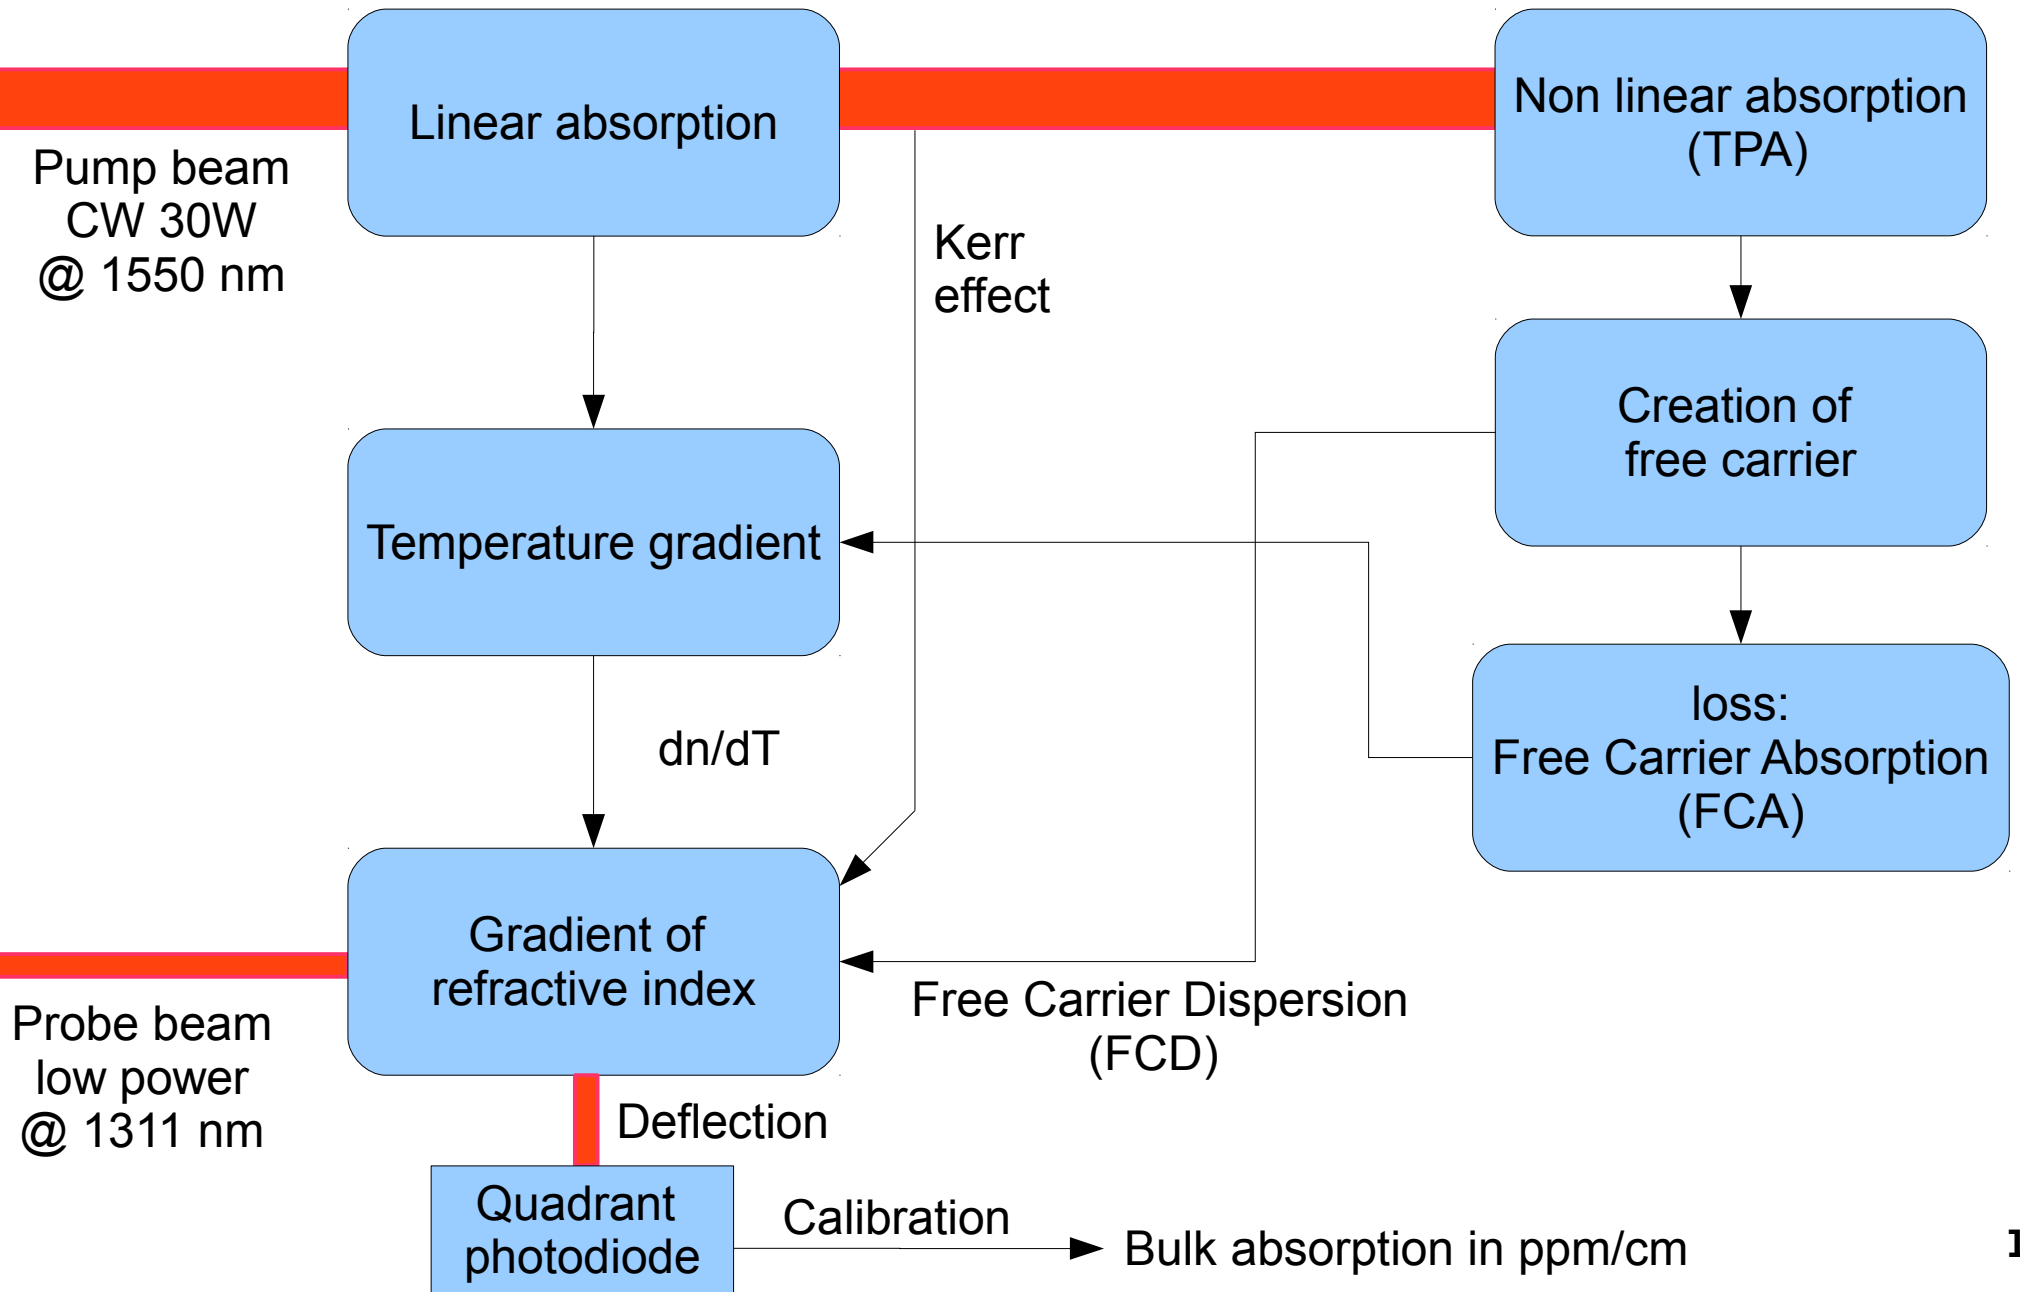 Linear absorption
Non linear absorption
(TPA)
Pump beam
CW 30W
@ 1550 nm
Kerr
effect
Creation of
free carrier
Temperature gradient
loss:
Free Carrier Absorption
(FCA)
dn/dT
Gradient of
refractive index
Free Carrier Dispersion
(FCD)
Probe beam
low power
@ 1311 nm
Deflection
Quadrant
photodiode
Calibration
Bulk absorption in ppm/cm